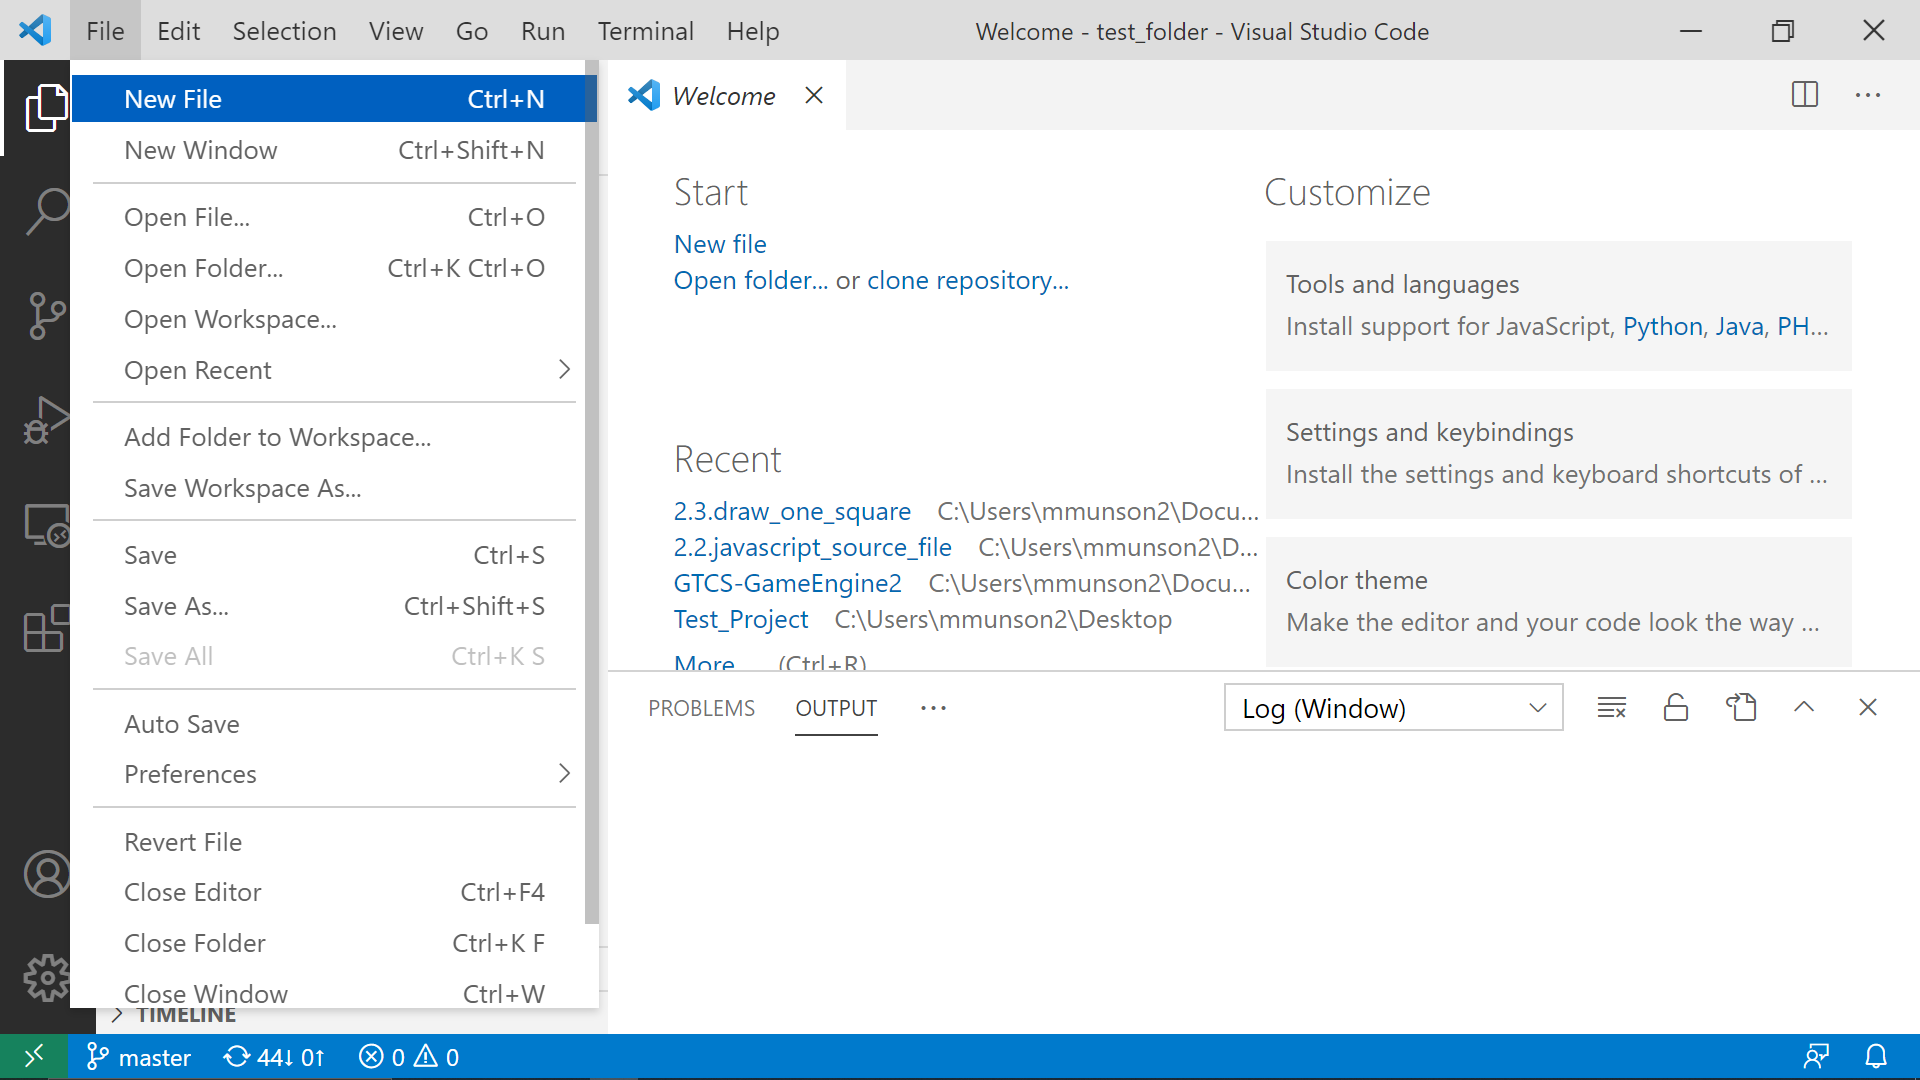 File Edit Selection View Go Run Terminal Help Welcome - test_folder - Visual Studio Code
New File Ctrl+N
New Window Ctrl+Shift+N
Open File... Ctrl+O
Open Folder... Ctrl+K Ctrl+O
Open Workspace...
Open Recent
Add Folder to Workspace...
Save Workspace As...
Save Ctrl+S
Save As... Ctrl+Shift+S
Save All Ctrl+K S
Auto Save
Preferences
Revert File
Close Editor Ctrl+F4
Close Folder Ctrl+K F
Close Window Ctrl+W
TIMELINE
Welcome
Start
New file
Open folder... or clone repository...
Recent
2.3.draw_one_square C:\Users\mmunson2\Docu...
2.2.javascript_source_file C:\Users\mmunson2\D...
GTCS-GameEngine2 C:\Users\mmunson2\Docu...
Test_Project C:\Users\mmunson2\Desktop
More... (Ctrl+R)
Customize
Tools and languages
Install support for JavaScript, Python, Java, PH...
Settings and keybindings
Install the settings and keyboard shortcuts of ...
Color theme
Make the editor and your code look the way ...
PROBLEMS OUTPUT ... Log (Window)
master 44↓ 0↑ 0 0